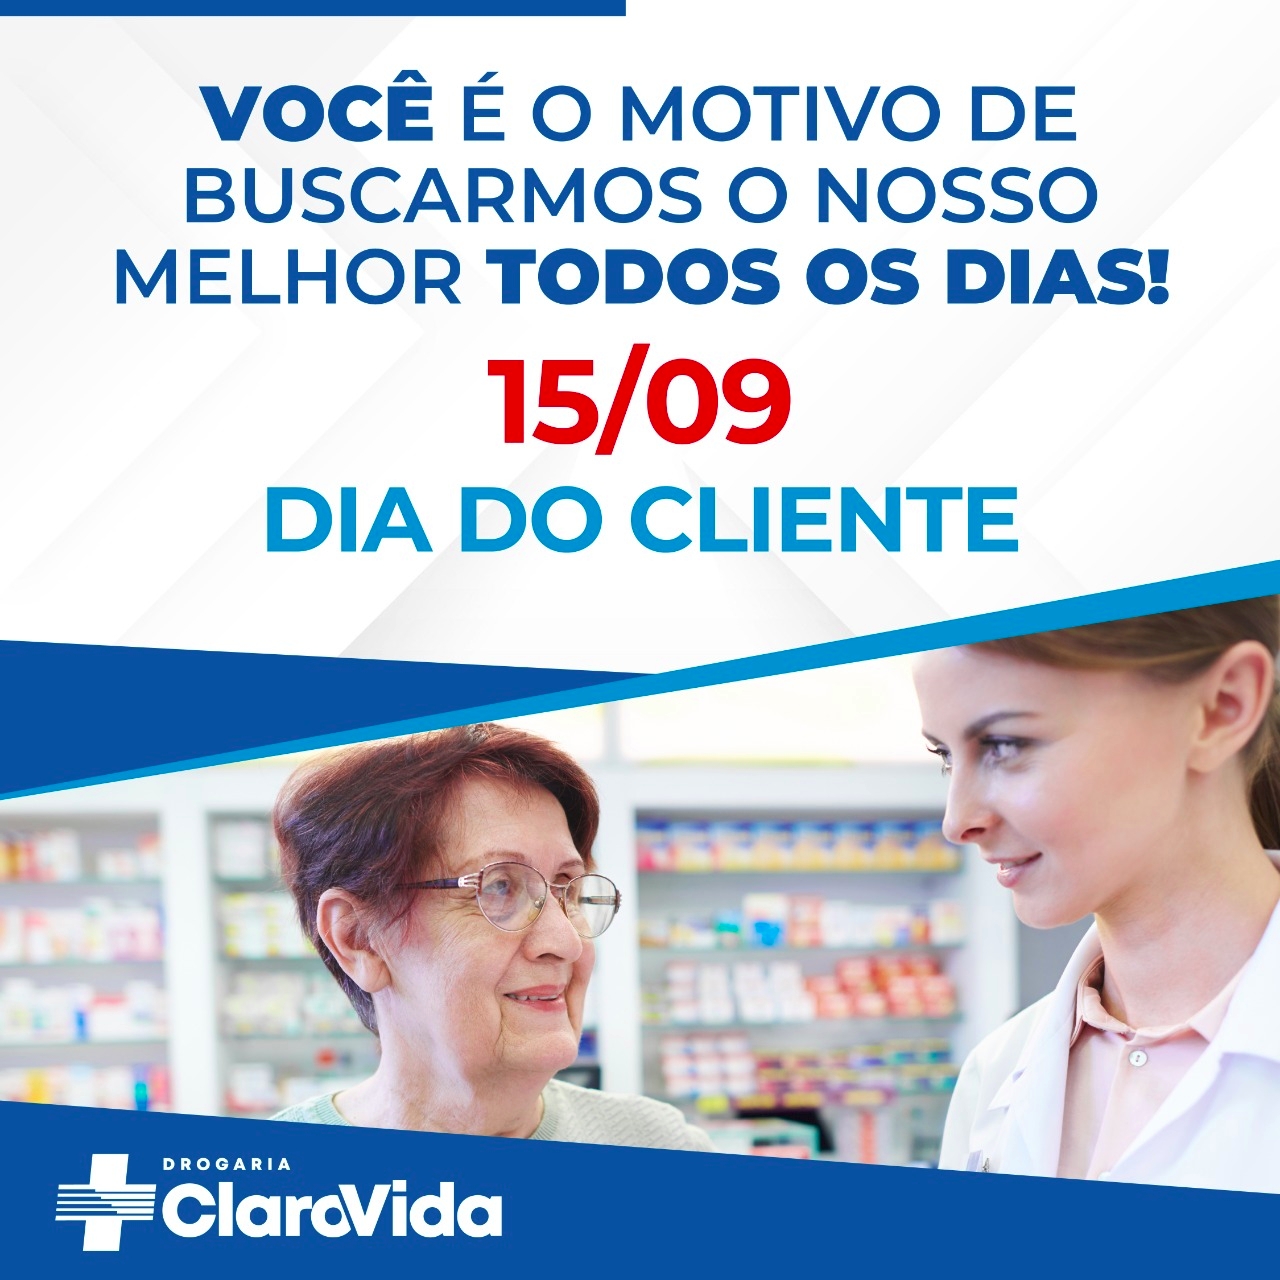 VOCÊ É O MOTIVO DE
BUSCARMOS O NOSSO
MELHOR TODOS OS DIAS!
15/09
DIA DO CLIENTE
DROGARIA
ClaroVida